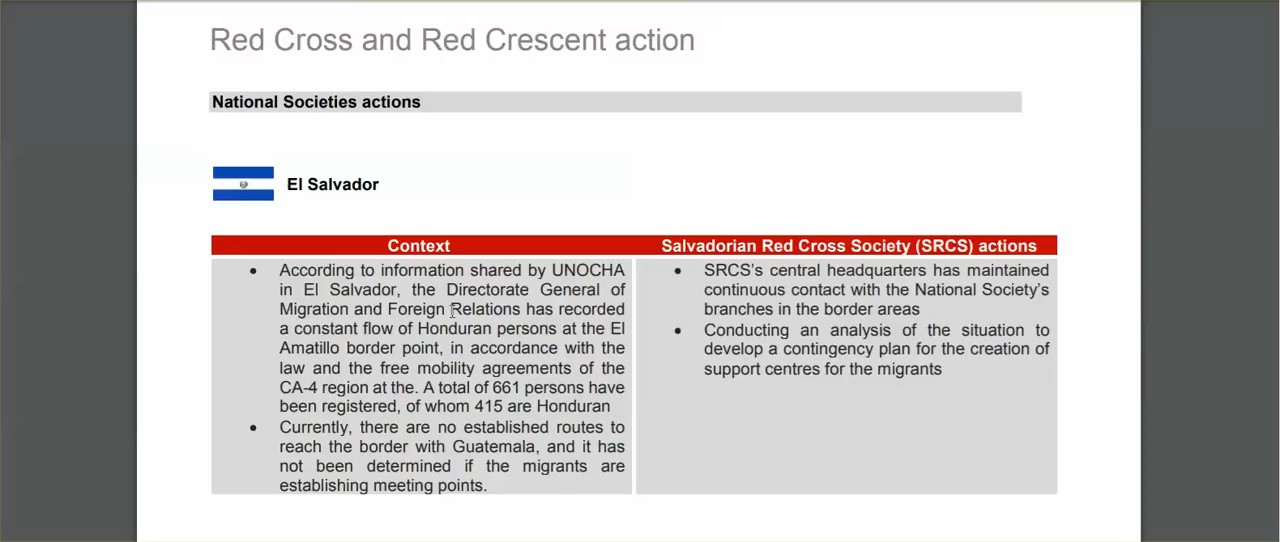 Red Cross and Red Crescent action
National Societies actions
El Salvador
Context
Salvadorian Red Cross Society (SRCS) actions
According to information shared by UNOCHA
in El Salvador, the Directorate General of
Migration and Foreign Relations has recorded
a constant flow of Honduran persons at the El
Amatillo border point, in accordance with the
law and the free mobility agreements of the
CA-4 region at the. A total of 661 persons have
been registered, of whom 415 are Honduran
Currently, there are no established routes to
reach the border with Guatemala, and it has
not been determined if the migrants are
establishing meeting points.
SRCS's central headquarters has maintained
continuous contact with the National Society's
branches in the border areas
Conducting an analysis of the situation to
develop a contingency plan for the creation of
support centres for the migrants